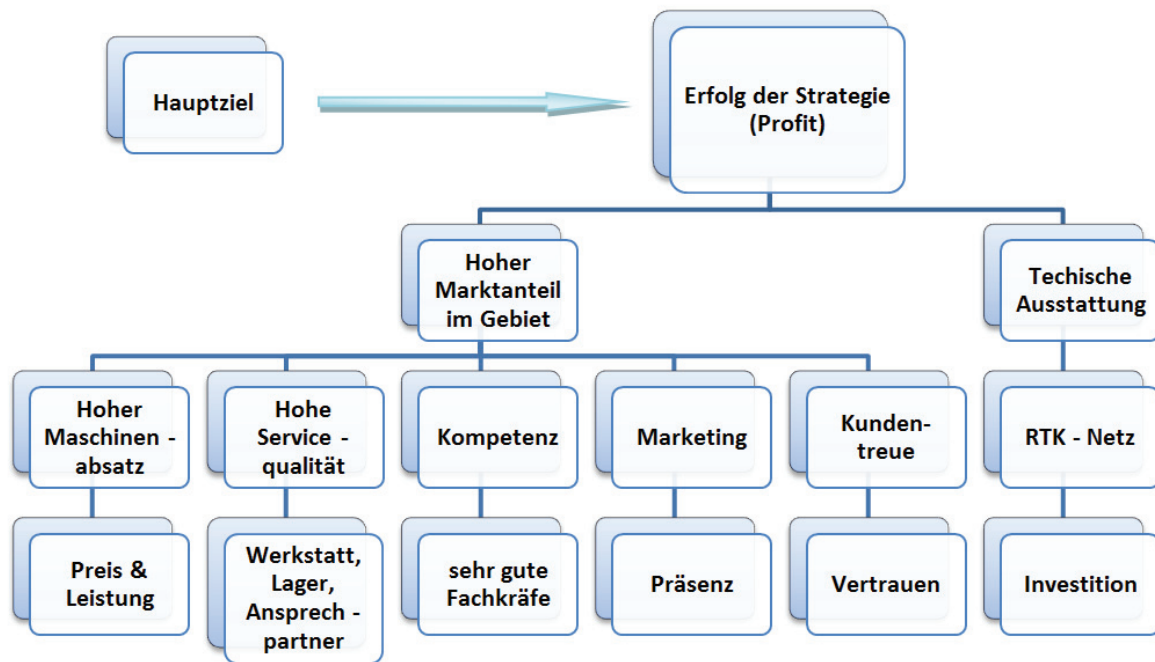 Hauptziel
Erfolg der Strategie
(Profit)
Hoher
Marktanteil
im Gebiet
Techische
Ausstattung
Hoher
Maschinen -
absatz
Hohe
Service -
qualität
Kompetenz
Marketing
Kunden-
treue
RTK - Netz
Preis &
Leistung
Werkstatt,
Lager,
Ansprech -
partner
sehr gute
Fachkräfe
Präsenz
Vertrauen
Investition